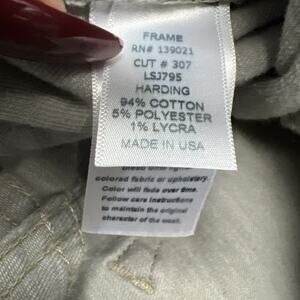 FRAME
RN# 139021
CUT # 307
LSJ795
HARDING
94% COTTON
5% POLYESTER
1% LYCRA
MADE IN USA
colored fabric or upholstery.
Color will fade over time.
Follow care instructions
to maintain the original
character of the wash.